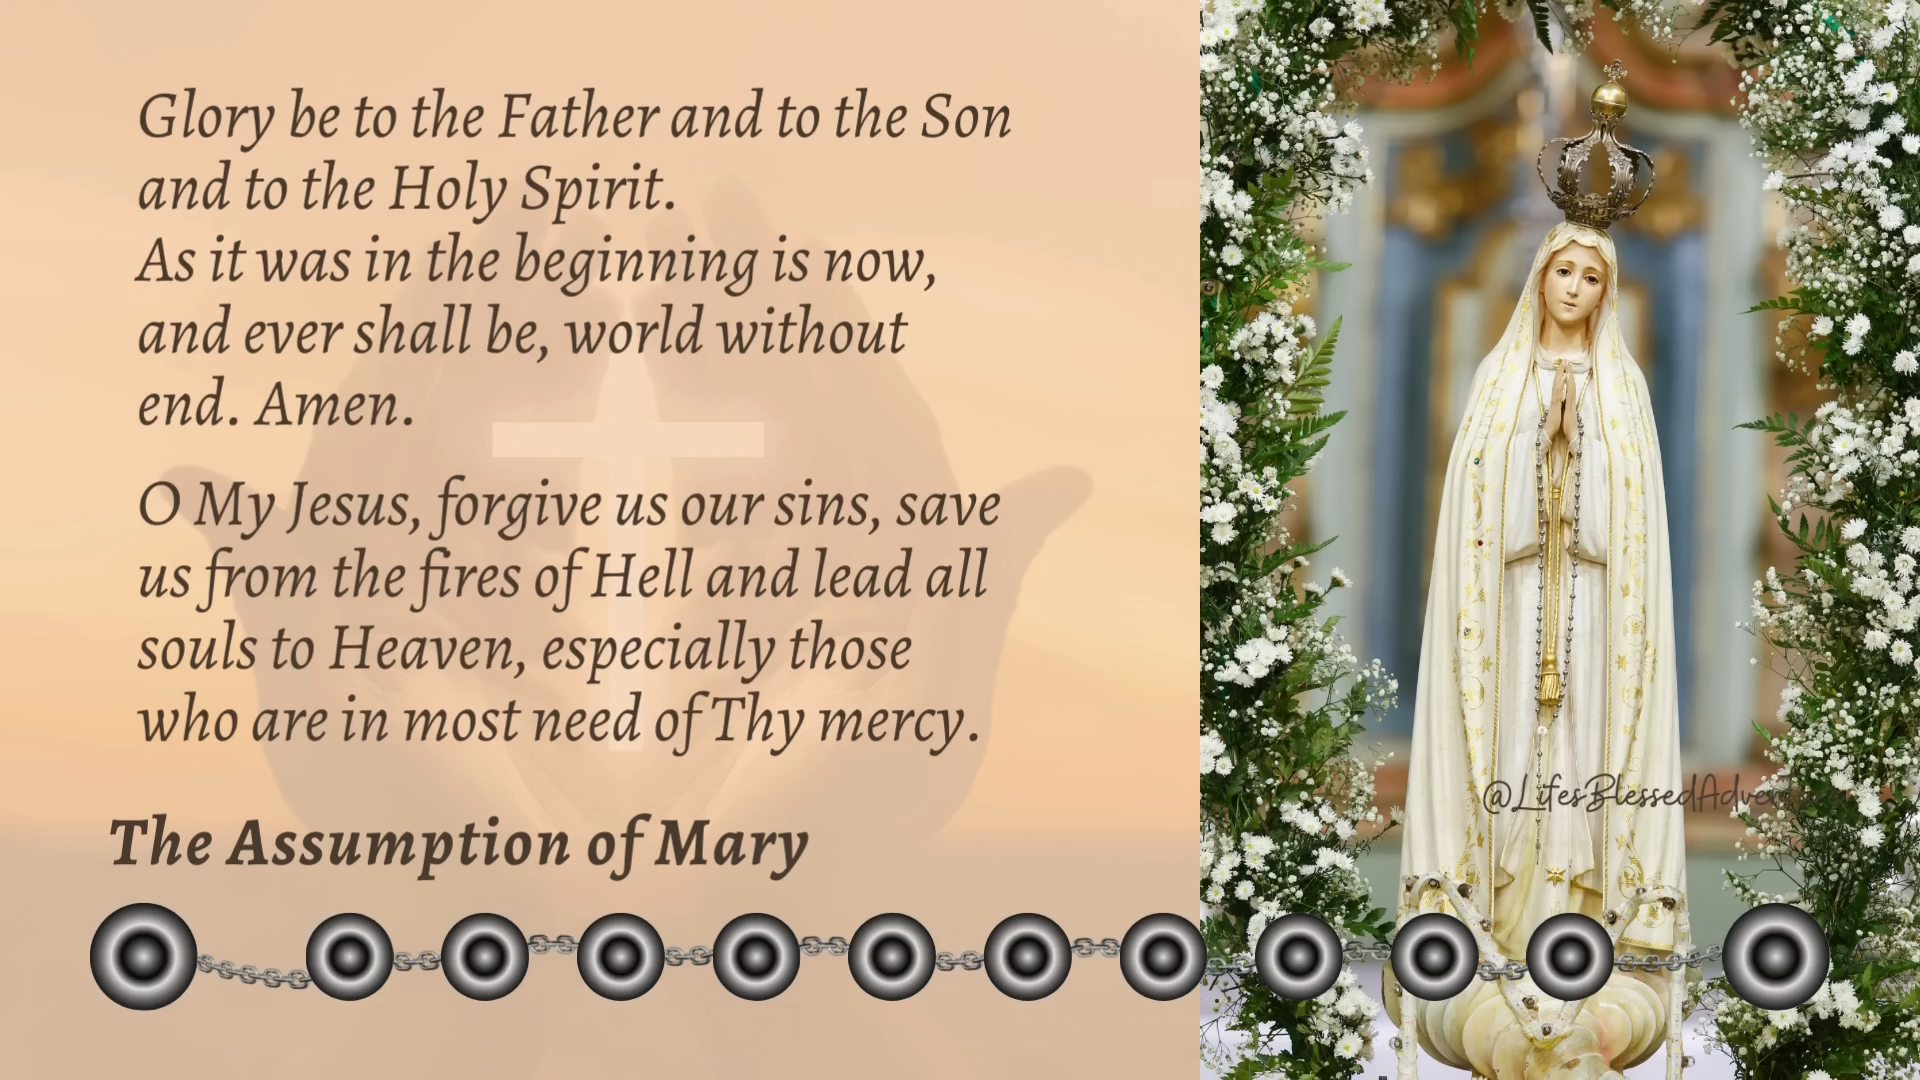 Glory be to the Father and to the Son
and to the Holy Spirit.
As it was in the beginning is now,
and ever shall be, world without
end. Amen.
O My Jesus, forgive us our sins, save
us from the fires of Hell and lead all
souls to Heaven, especially those
who are in most need of Thy mercy.
The Assumption of Mary